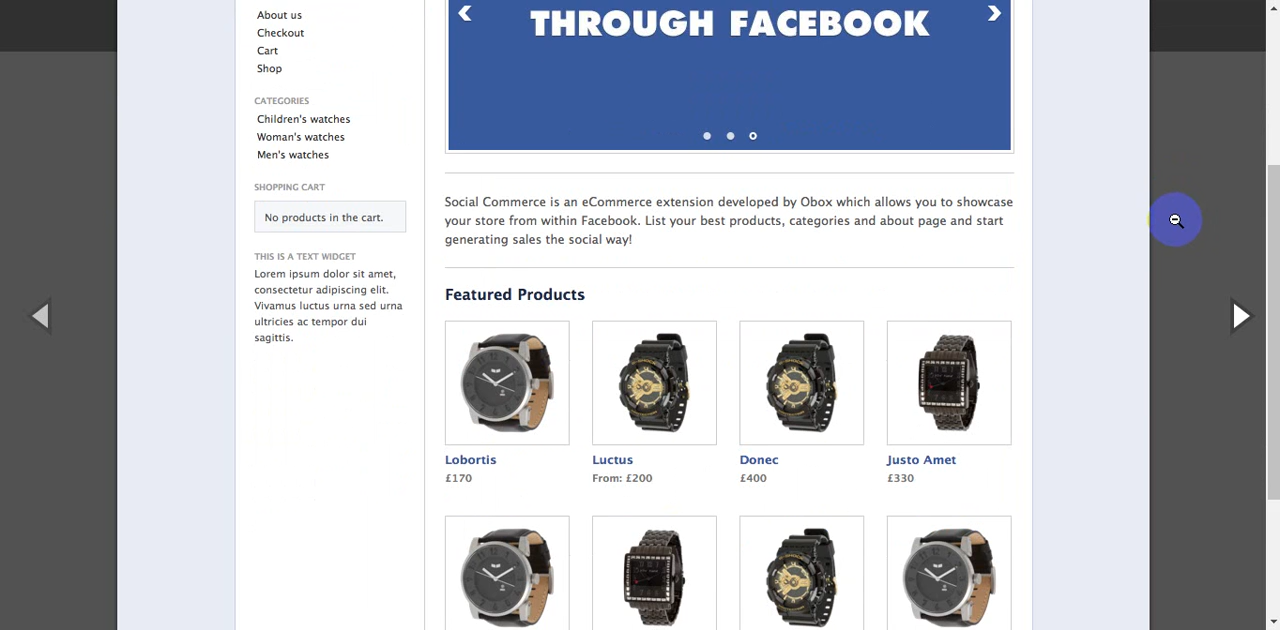 About us
Checkout
Cart
Shop
CATEGORIES
Children's watches
Woman's watches
Men's watches
SHOPPING CART
No products in the cart.
THIS IS A TEXT WIDGET
Lorem ipsum dolor sit amet,
consectetur adipiscing elit.
Vivamus luctus urna sed urna
ultricies ac tempor dui
sagittis.
THROUGH FACEBOOK
Social Commerce is an eCommerce extension developed by Obox which allows you to showcase
your store from within Facebook. List your best products, categories and about page and start
generating sales the social way!
Featured Products
Lobortis
£170
Luctus
From: £200
Donec
£400
Justo Amet
£330